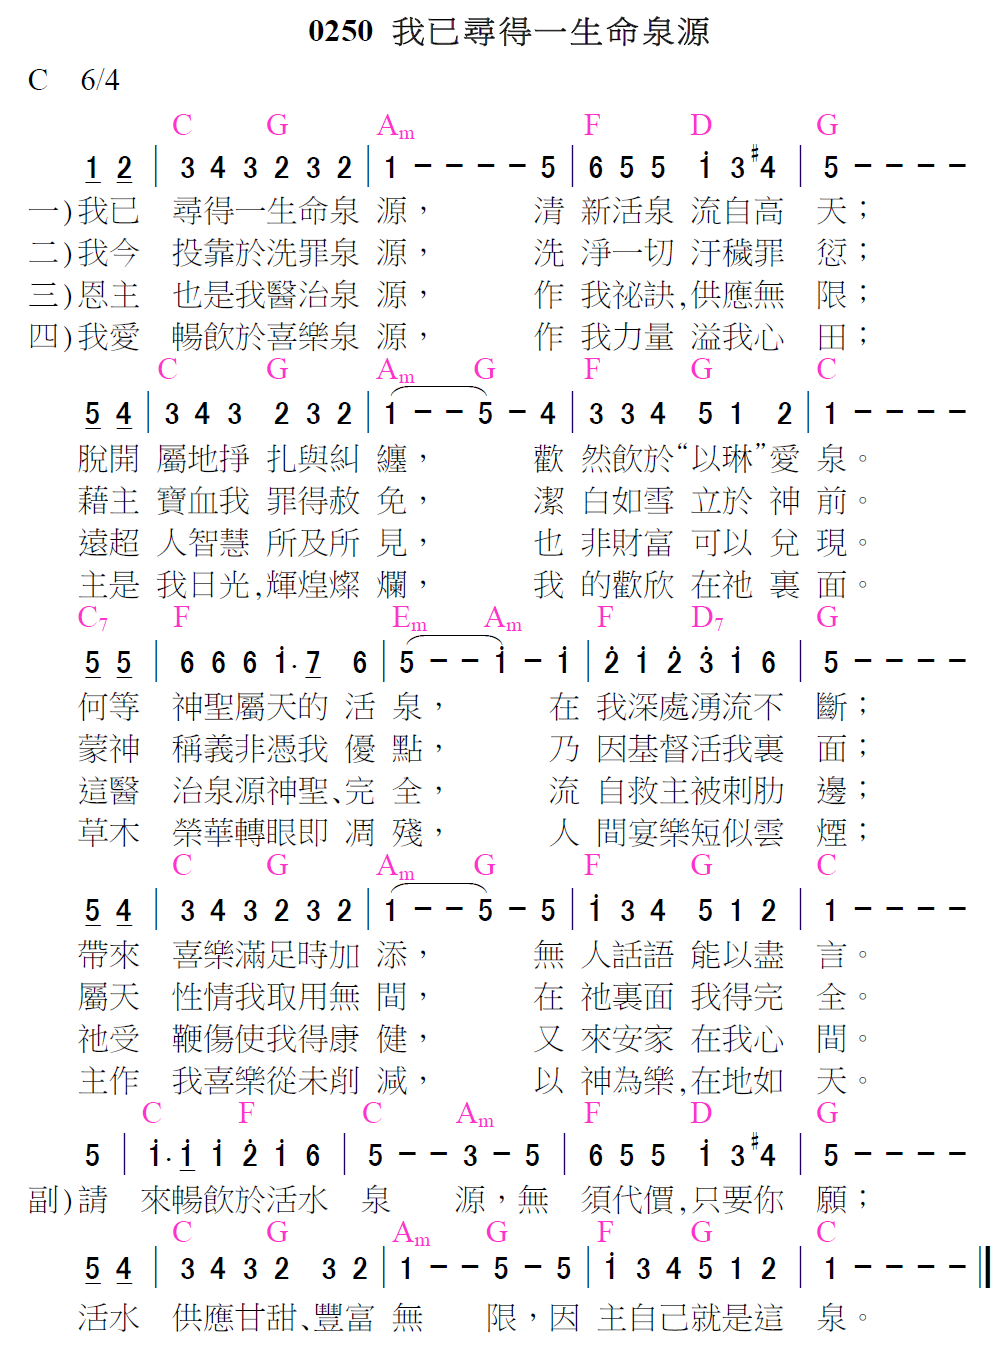 0250 我已尋得一生命泉源
C 6/4
C G Am F D G
1 2 | 3 4 3 2 3 2 | 1 - - - - 5 | 6 5 5 i 3 #4 | 5 - - - -
一)我已 尋得一生命泉 源， 清 新活泉 流自高 天；
二)我今 投靠於洗罪泉 源， 洗 淨一切 汙穢罪 愆；
三)恩主 也是我醫治泉 源， 作 我祕訣,供應無 限；
四)我愛 暢飲於喜樂泉 源， 作 我力量 溢我心 田；
C G Am G F G C
5 4 | 3 4 3 2 3 2 | 1 - - 5 - 4 | 3 3 4 5 1 2 | 1 - - - -
脫開 屬地掙 扎與糾 纏， 歡 然飲於“以琳”愛 泉。
藉主 寶血我 罪得赦 免， 潔 白如雪 立於 神 前。
遠超 人智慧 所及所 見， 也 非財富 可以 兌 現。
主是 我日光,輝煌燦 爛， 我 的歡欣 在祂 裏 面。
C7 F Em Am F D7 G
5 5 | 6 6 6 i. 7 6 | 5 - - i - i | 2̇ i 2̇ 3̇ i 6 | 5 - - - -
何等 神聖屬天的 活 泉， 在 我深處湧流不 斷；
蒙神 稱義非憑我 優 點， 乃 因基督活我裏 面；
這醫 治泉源神聖、完 全， 流 自救主被刺肋 邊；
草木 榮華轉眼即 凋 殘， 人 間宴樂短似雲 煙；
C G Am G F G C
5 4 | 3 4 3 2 3 2 | 1 - - 5 - 5 | i 3 4 5 1 2 | 1 - - - -
帶來 喜樂滿足時加 添， 無 人話語 能以盡 言。
屬天 性情我取用無 間， 在 祂裏面 我得完 全。
祂受 鞭傷使我得康 健， 又 來安家 在我心 間。
主作 我喜樂從未削 減， 以 神為樂,在地如 天。
C F C Am F D G
5 | i. i i 2̇ i 6 | 5 - - 3 - 5 | 6 5 5 i 3 #4 | 5 - - - -
副)請 來暢飲於活水 泉 源，無 須代價,只要你 願；
C G Am G F G C
5 4 | 3 4 3 2 3 2 | 1 - - 5 - 5 | i 3 4 5 1 2 | 1 - - - - ||
活水 供應甘甜、豐富 無 限，因 主自己就是這 泉。